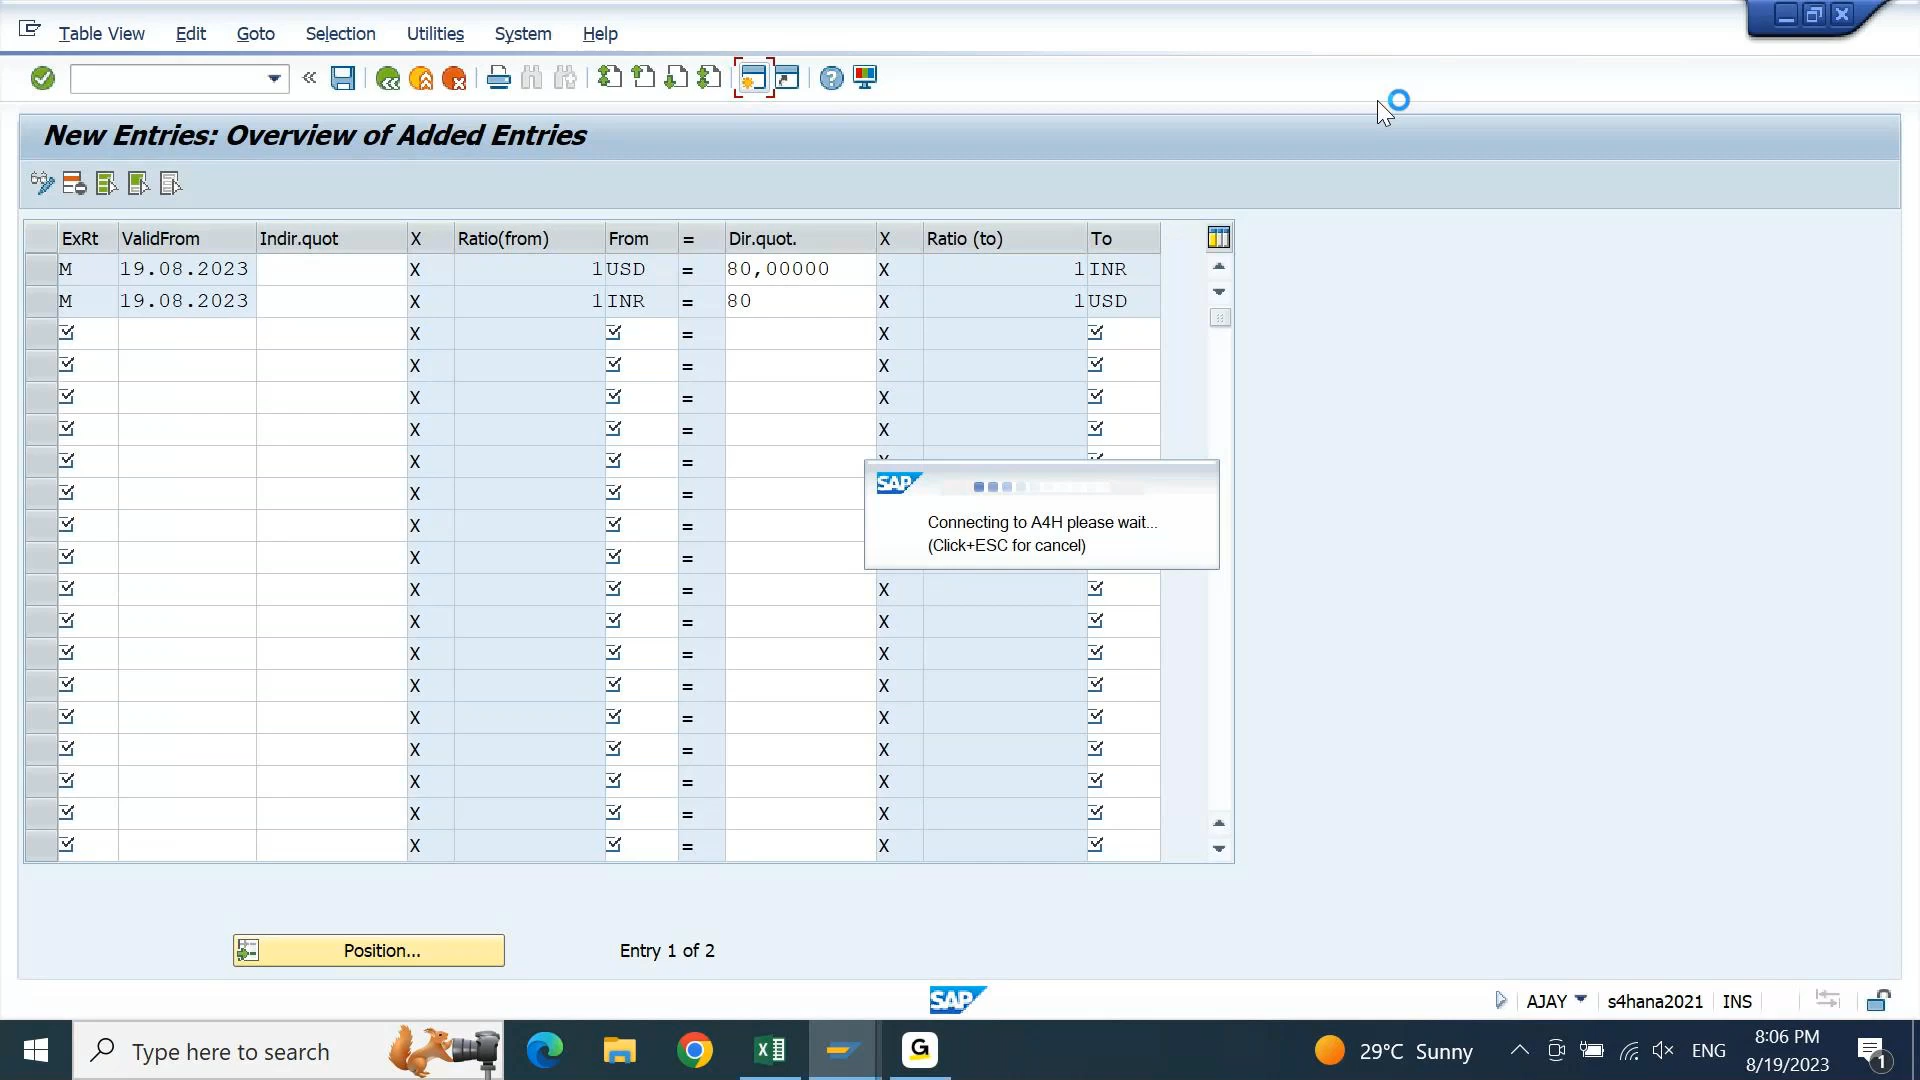 Table View Edit Goto Selection Utilities System Help
New Entries: Overview of Added Entries
ExRt ValidFrom Indir.quot X Ratio(from) From = Dir.quot. X Ratio (to) To
M 19.08.2023 X 1 USD = 80,00000 X 1 INR
M 19.08.2023 X 1 INR = 80 X 1 USD
X = X
X = X
X = X
X = X
X = X
X =
X =
X =
X = X
X = X
X = X
X = X
X = X
X = X
X = X
X = X
X = X
SAP
Connecting to A4H please wait...
(Click+ESC for cancel)
Position... Entry 1 of 2
SAP AJAY s4hana2021 INS
Type here to search G 29°C Sunny ENG 8:06 PM
8/19/2023 1